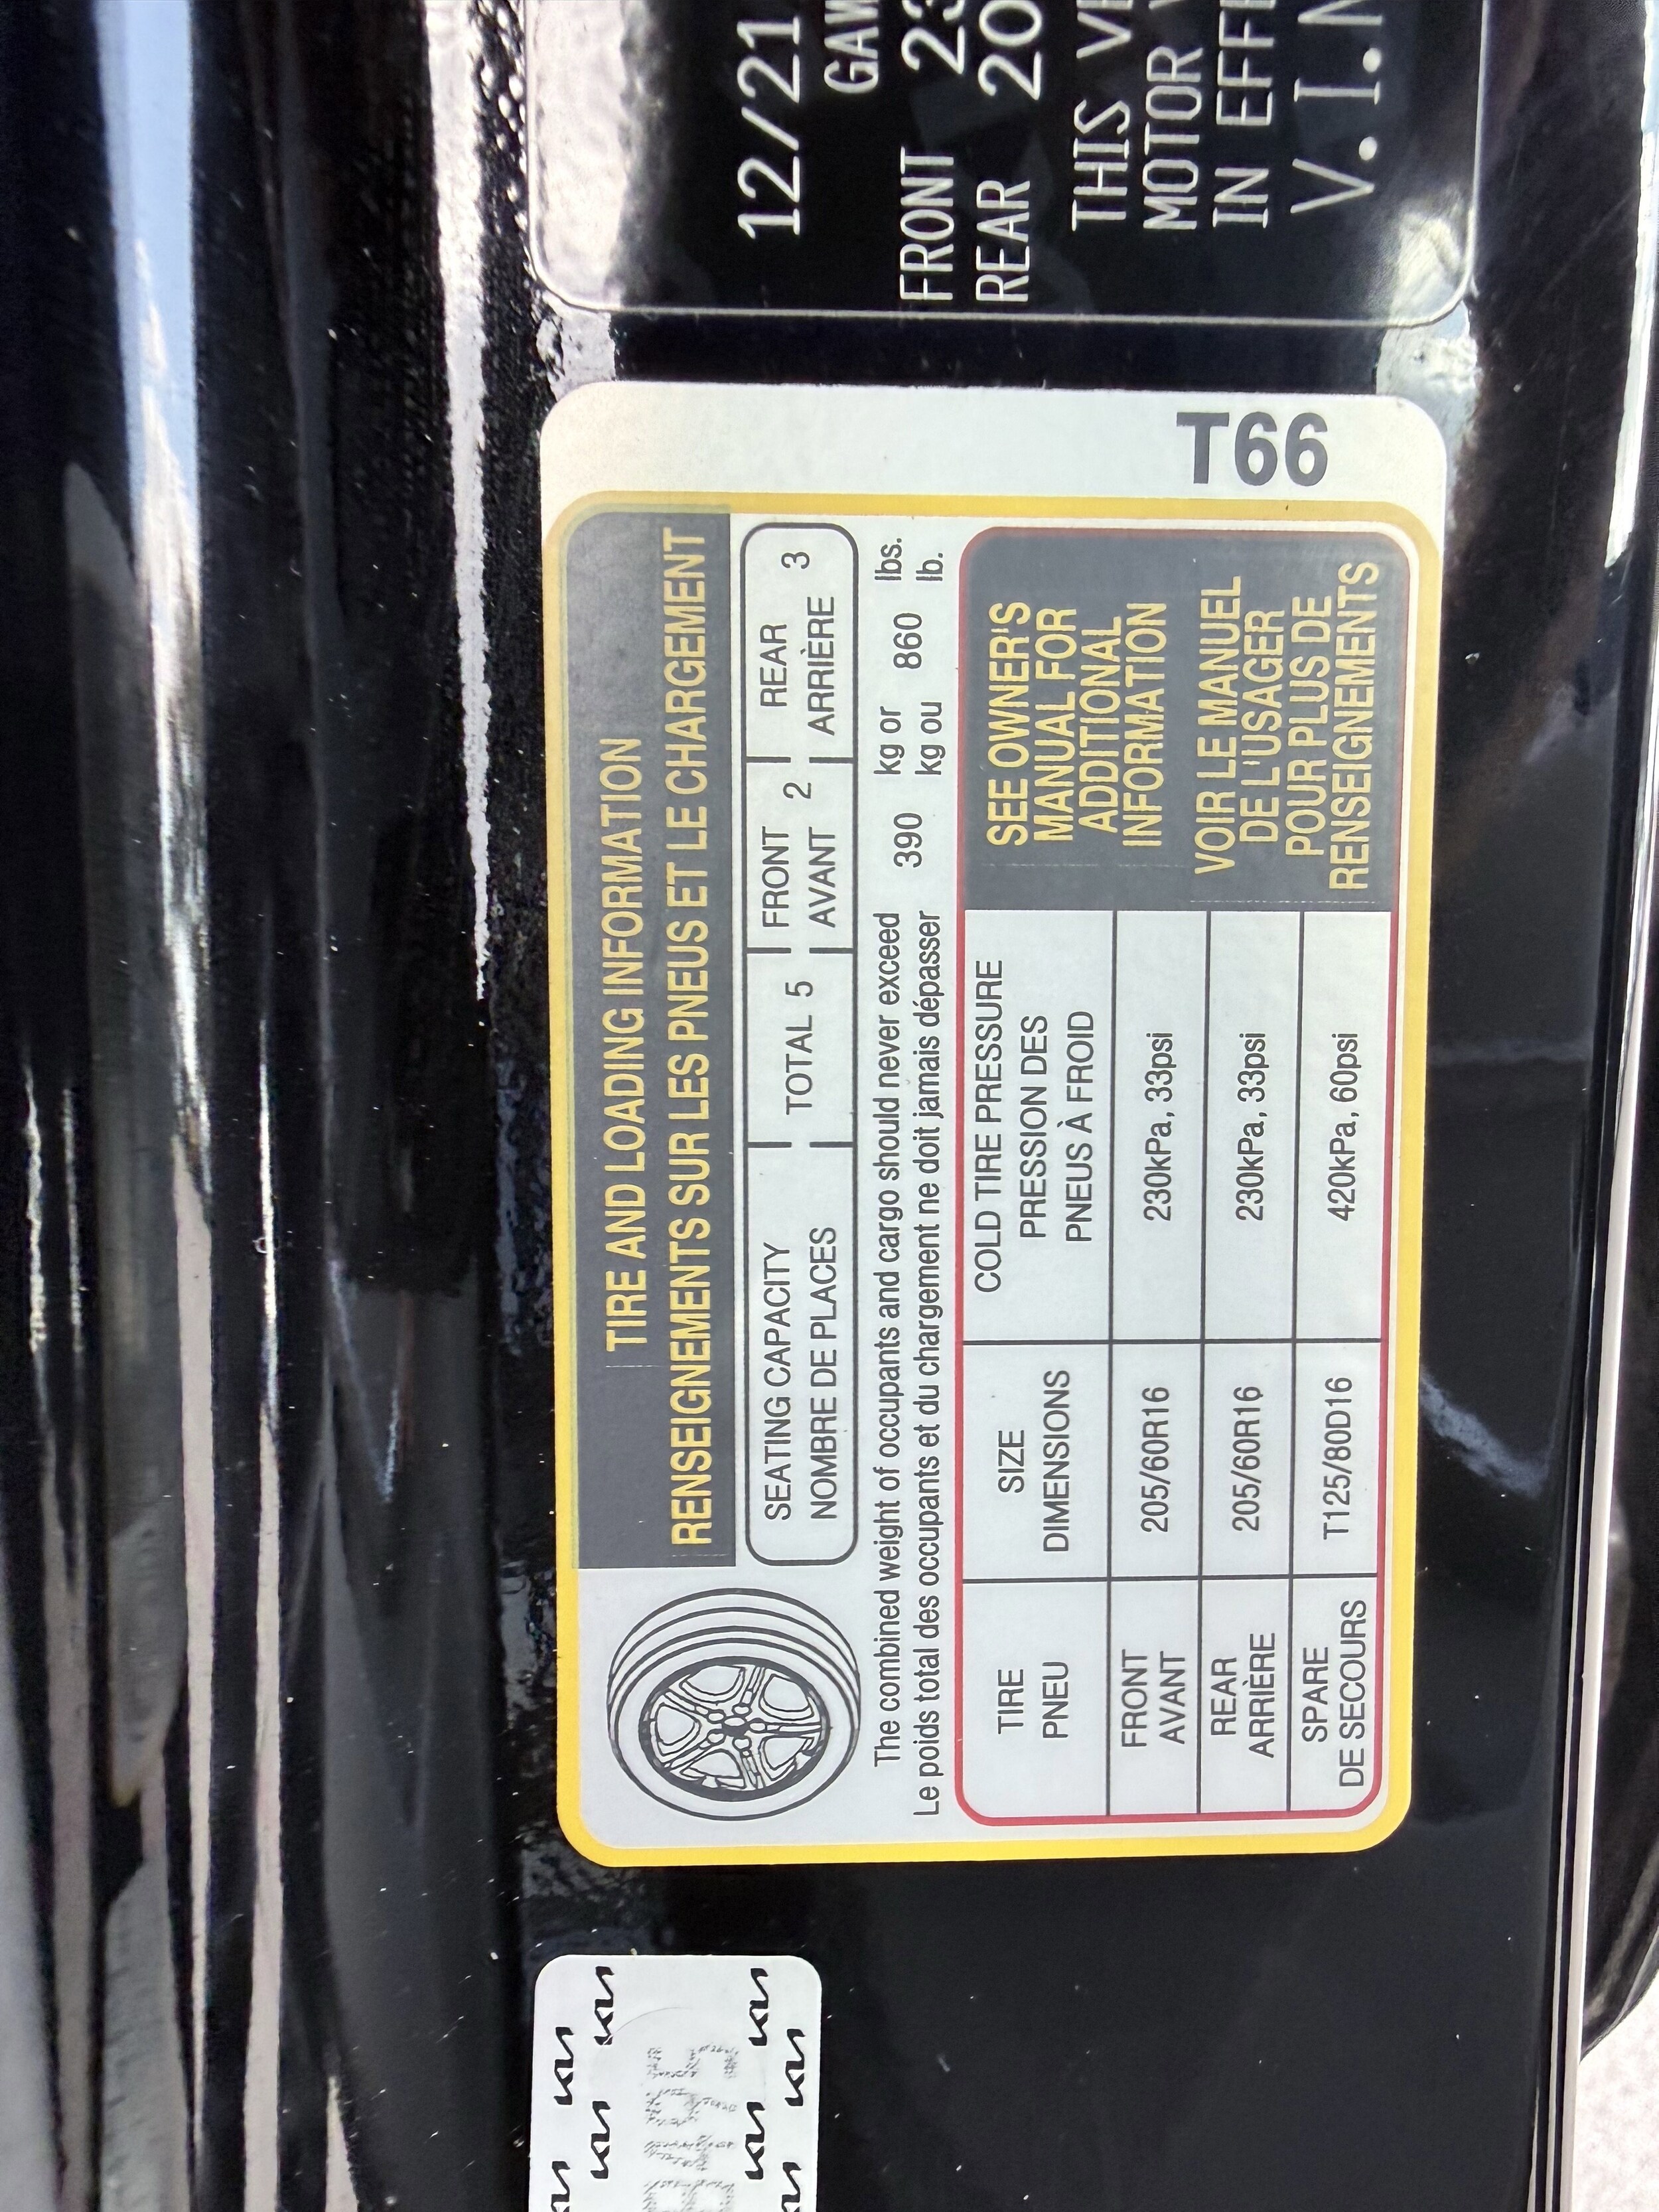 TIRE AND LOADING INFORMATION
RENSEIGNEMENTS SUR LES PNEUS ET LE CHARGEMENT
SEATING CAPACITY TOTAL 5 FRONT 2 REAR 3
NOMBRE DE PLACES AVANT ARRIÈRE
The combined weight of occupants and cargo should never exceed 390 kg or 860 lbs.
Le poids total des occupants et du chargement ne doit jamais dépasser kg ou lb.
TIRE SIZE COLD TIRE PRESSURE
PNEU DIMENSIONS PRESSION DES
PNEUS À FROID
FRONT 205/60R16 230kPa, 33psi
AVANT
REAR 205/60R16 230kPa, 33psi
ARRIÈRE
SPARE T125/80D16 420kPa, 60psi
DE SECOURS
SEE OWNER'S
MANUAL FOR
ADDITIONAL
INFORMATION
VOIR LE MANUEL
DE L'USAGER
POUR PLUS DE
RENSEIGNEMENTS
T66
12/21
FRONT
REAR
THIS
MOTOR
IN
V.I.N